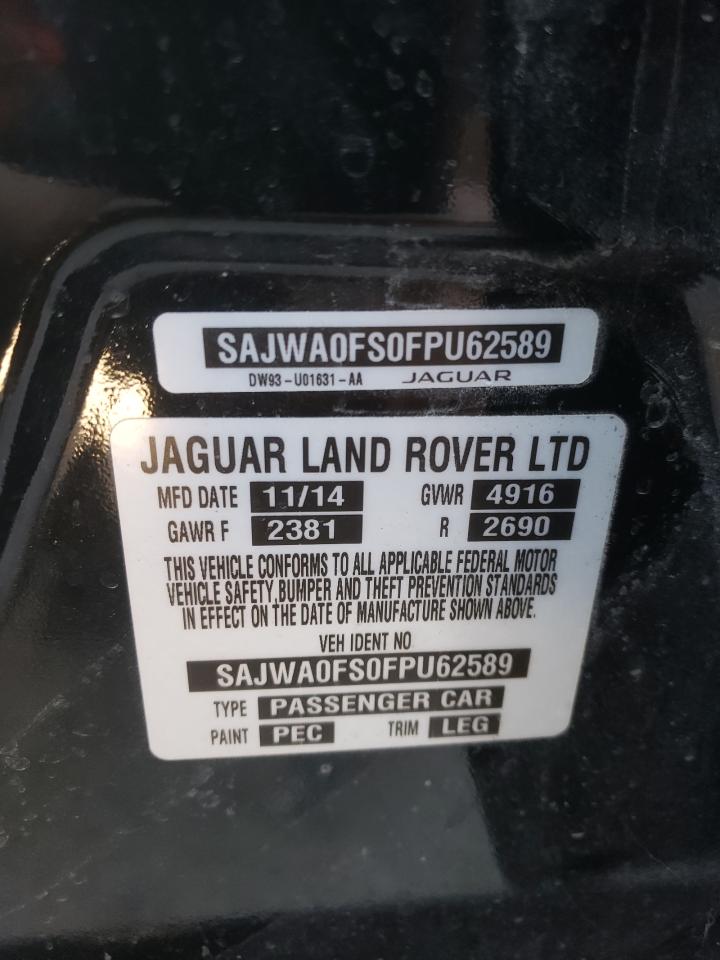 SAJWA0FS0FPU62589
DW93-U01631-AA JAGUAR
JAGUAR LAND ROVER LTD
MFD DATE 11/14 GVWR 4916
GAWR F 2381 R 2690
THIS VEHICLE CONFORMS TO ALL APPLICABLE FEDERAL MOTOR
VEHICLE SAFETY,BUMPER AND THEFT PREVENTION STANDARDS
IN EFFECT ON THE DATE OF MANUFACTURE SHOWN ABOVE.
VEH IDENT NO
SAJWA0FS0FPU62589
TYPE PASSENGER CAR
PAINT PEC TRIM LEG